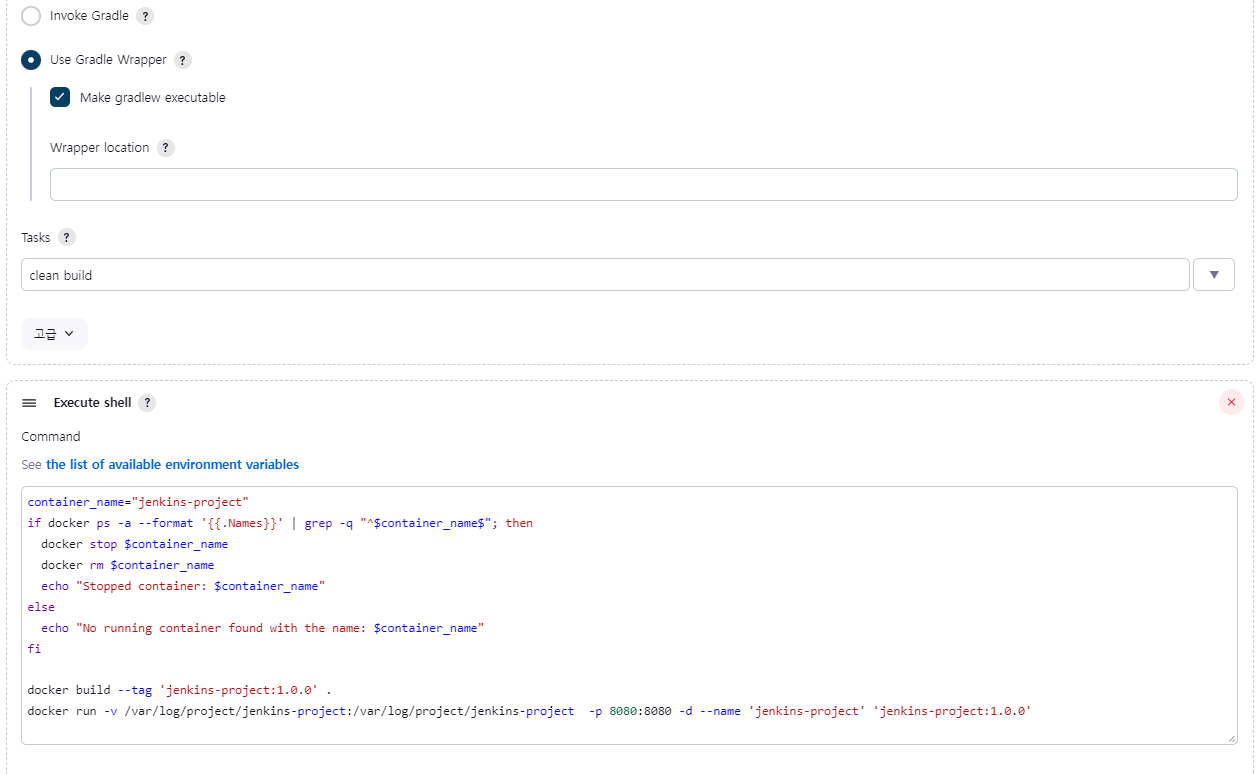 Invoke Gradle ?
Use Gradle Wrapper ?
Make gradlew executable
Wrapper location ?
Tasks ?
clean build
고급
Execute shell ?
Command
See the list of available environment variables
container_name="jenkins-project"
if docker ps -a --format '{{.Names}}' | grep -q "^$container_name$"; then
  docker stop $container_name
  docker rm $container_name
  echo "Stopped container: $container_name"
else
  echo "No running container found with the name: $container_name"
fi
docker build --tag 'jenkins-project:1.0.0' .
docker run -v /var/log/project/jenkins-project:/var/log/project/jenkins-project  -p 8080:8080 -d --name 'jenkins-project' 'jenkins-project:1.0.0'